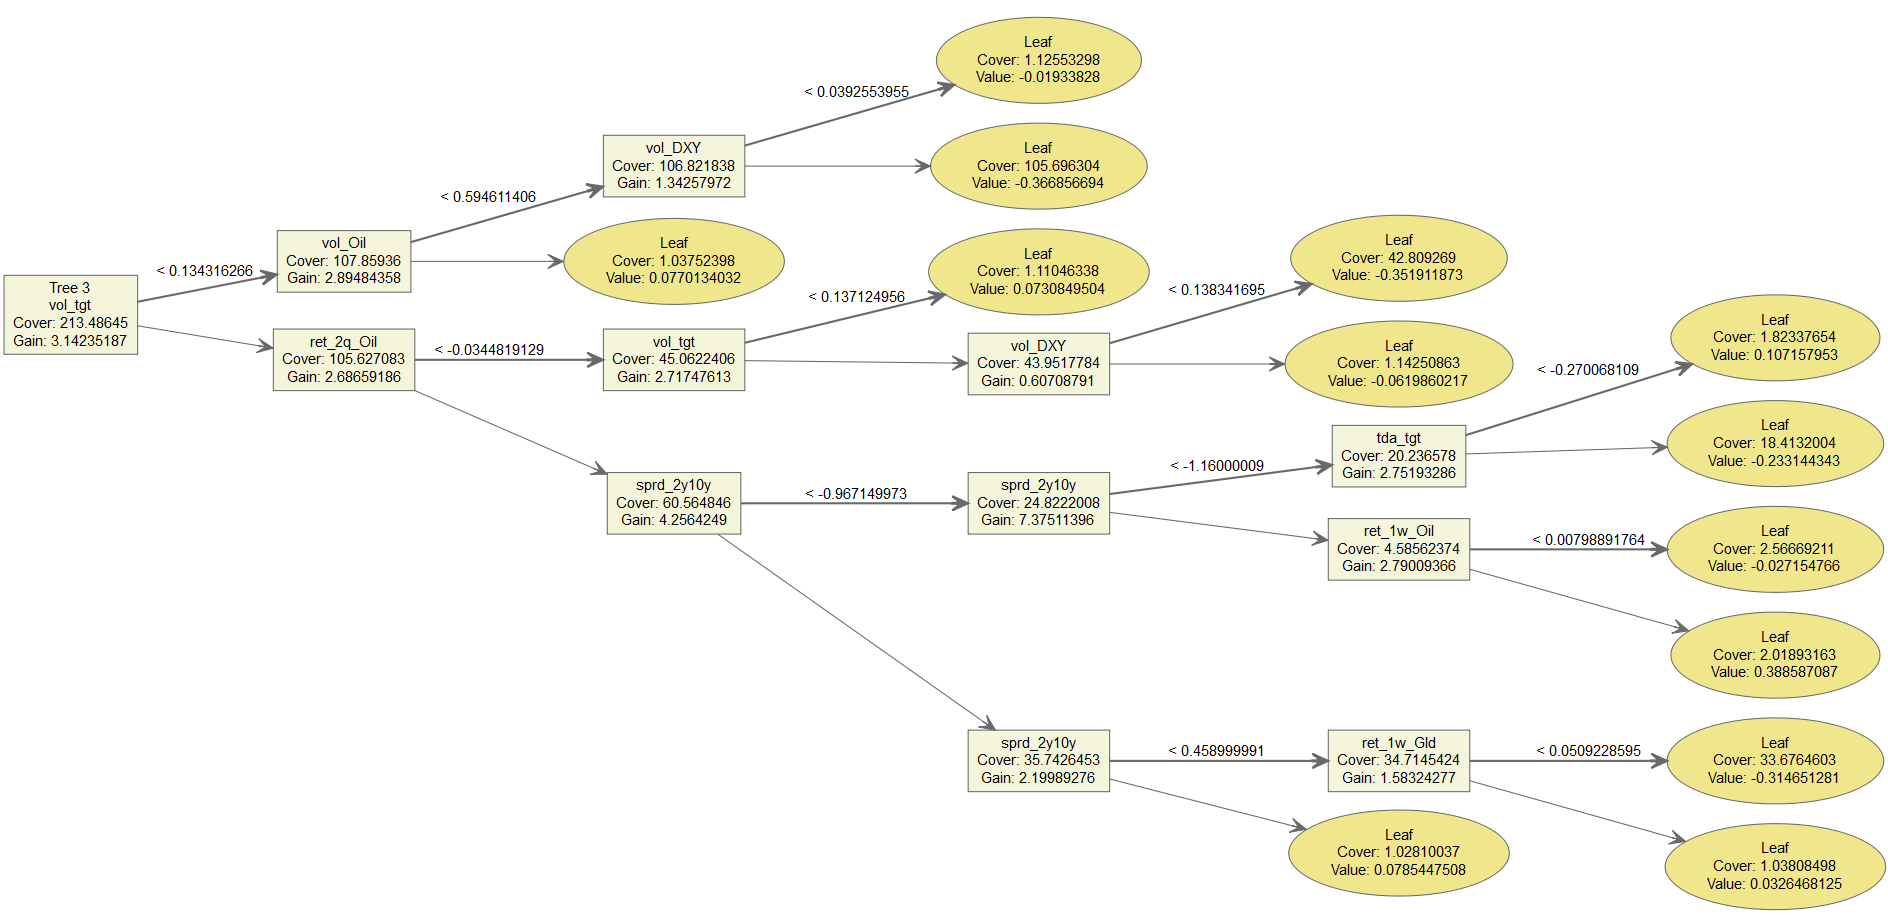 Leaf
Cover: 1.12553298
Value: -0.01933828
< 0.0392553955
vol_DXY
Cover: 106.821838
Gain: 1.34257972
Leaf
Cover: 105.696304
Value: -0.366856694
< 0.594611406
vol_Oil
Cover: 107.85936
Gain: 2.89484358
Leaf
Cover: 1.03752398
Value: 0.0770134032
< 0.134316266
Tree 3
vol_tgt
Cover: 213.48645
Gain: 3.14235187
Leaf
Cover: 1.11046338
Value: 0.0730849504
< 0.137124956
Leaf
Cover: 42.809269
Value: -0.351911873
< 0.138341695
ret_2q_Oil
Cover: 105.627083
Gain: 2.68659186
< -0.0344819129
vol_tgt
Cover: 45.0622406
Gain: 2.71747613
vol_DXY
Cover: 43.9517784
Gain: 0.60708791
Leaf
Cover: 1.14250863
Value: -0.0619860217
Leaf
Cover: 1.82337654
Value: 0.107157953
< -0.270068109
tda_tgt
Cover: 20.236578
Gain: 2.75193286
Leaf
Cover: 18.4132004
Value: -0.233144343
< -1.16000009
sprd_2y10y
Cover: 60.564846
Gain: 4.2564249
< -0.967149973
sprd_2y10y
Cover: 24.8222008
Gain: 7.37511396
ret_1w_Oil
Cover: 4.58562374
Gain: 2.79009366
< 0.00798891764
Leaf
Cover: 2.56669211
Value: -0.027154766
Leaf
Cover: 2.01893163
Value: 0.388587087
sprd_2y10y
Cover: 35.7426453
Gain: 2.19989276
< 0.458999991
ret_1w_Gld
Cover: 34.7145424
Gain: 1.58324277
< 0.0509228595
Leaf
Cover: 33.6764603
Value: -0.314651281
Leaf
Cover: 1.02810037
Value: 0.0785447508
Leaf
Cover: 1.03808498
Value: 0.0326468125